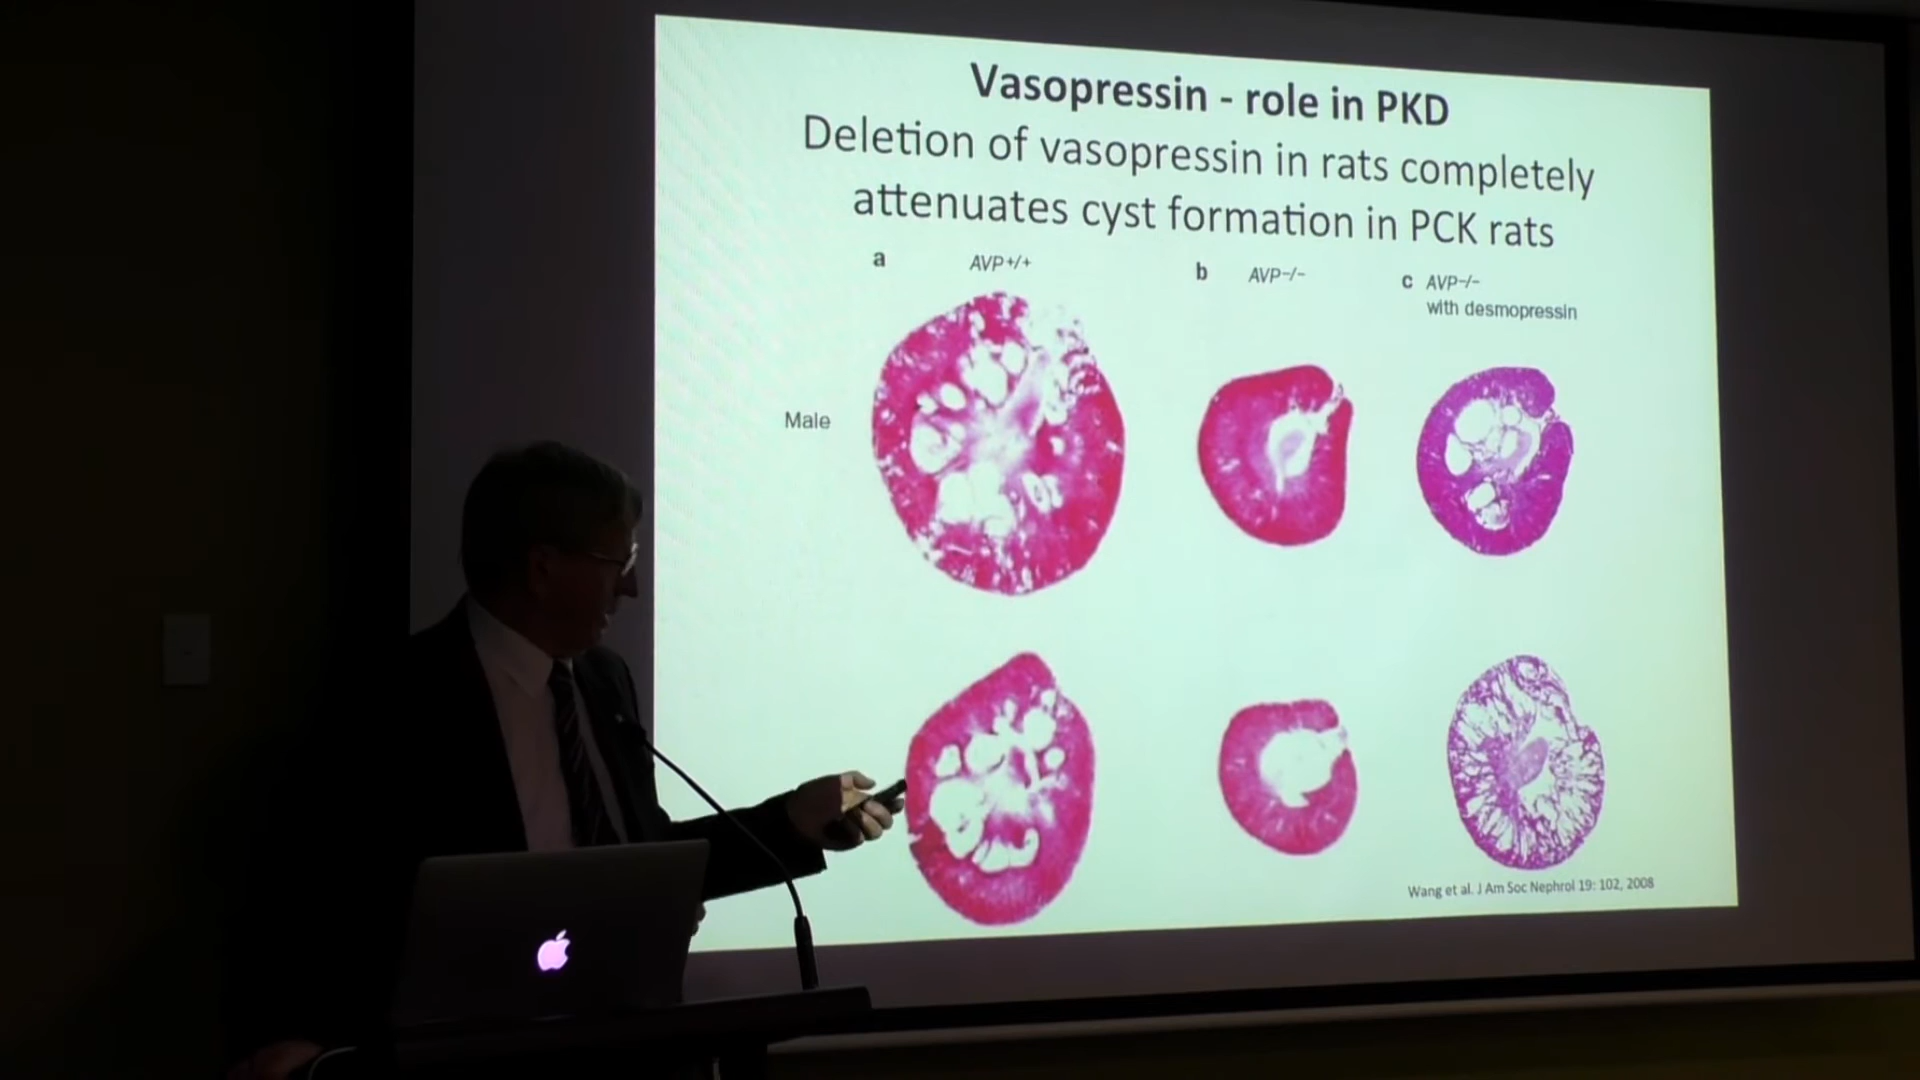 Vasopressin - role in PKD
Deletion of vasopressin in rats completely
attenuates cyst formation in PCK rats
a AVP+/+
b AVP-/-
c AVP-/-
with desmopressin
Male
Wang et al. J Am Soc Nephrol 19: 102, 2008